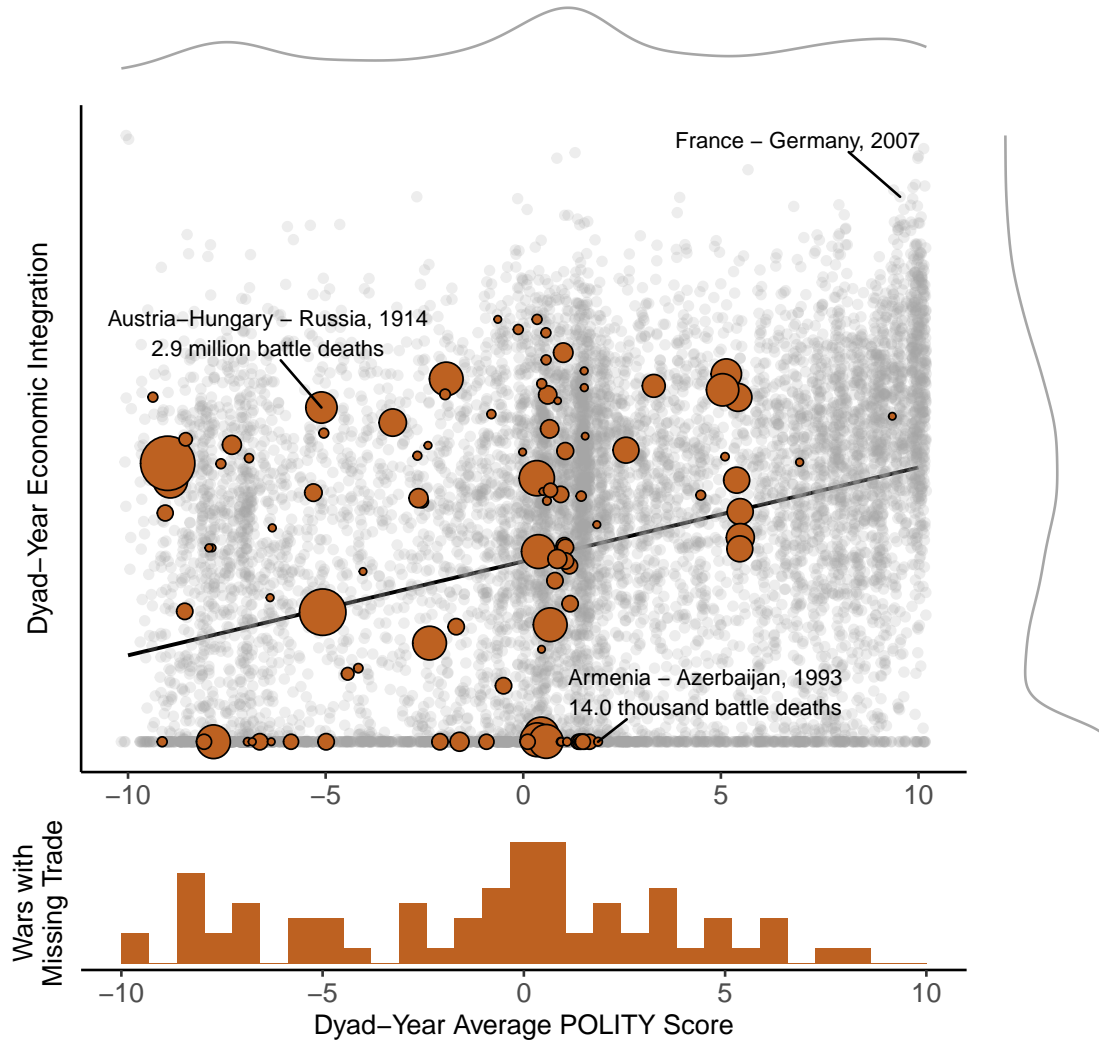 France − Germany, 2007
Austria−Hungary − Russia, 1914
2.9 million battle deaths
Armenia − Azerbaijan, 1993
14.0 thousand battle deaths
Dyad−Year Economic Integration
−10 −5 0 5 10
Wars with
Missing Trade
−10 −5 0 5 10
Dyad−Year Average POLITY Score